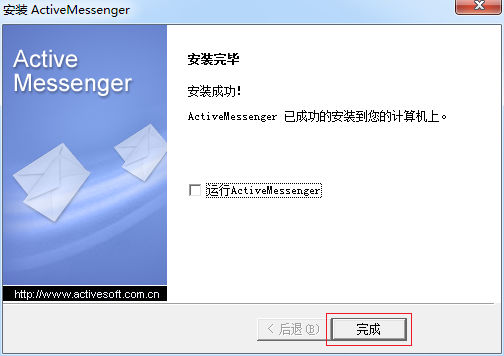 安装 ActiveMessenger
Active
Messenger
安装完毕
安装成功!
ActiveMessenger 已成功的安装到您的计算机上。
运行ActiveMessenger
http://www.activesoft.com.cn
< 后退(B)
完成